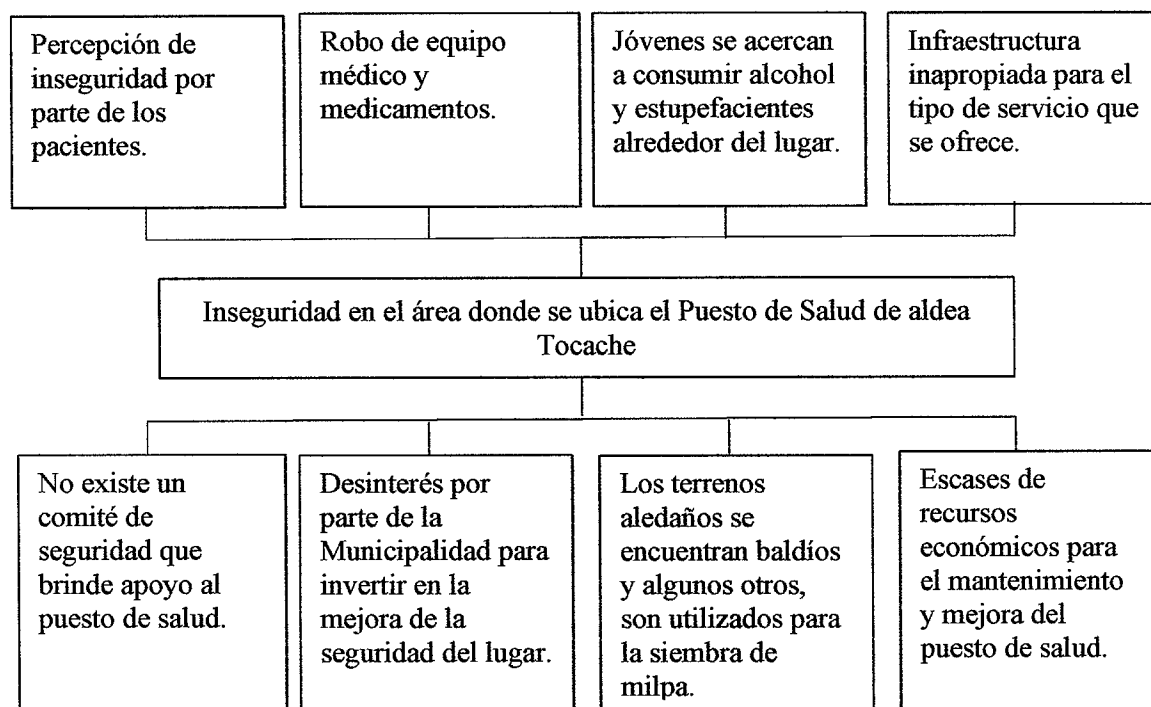 Percepción de
inseguridad por
parte de los
pacientes.
Robo de equipo
médico y
medicamentos.
Jóvenes se acercan
a consumir alcohol
y estupefacientes
alrededor del lugar.
Infraestructura
inapropiada para el
tipo de servicio que
se ofrece.
Inseguridad en el área donde se ubica el Puesto de Salud de aldea
Tocache
No existe un
comité de
seguridad que
brinde apoyo al
puesto de salud.
Desinterés por
parte de la
Municipalidad para
invertir en la
mejora de la
seguridad del lugar.
Los terrenos
aledaños se
encuentran baldíos
y algunos otros,
son utilizados para
la siembra de
milpa.
Escases de
recursos
económicos para
el mantenimiento
y mejora del
puesto de salud.